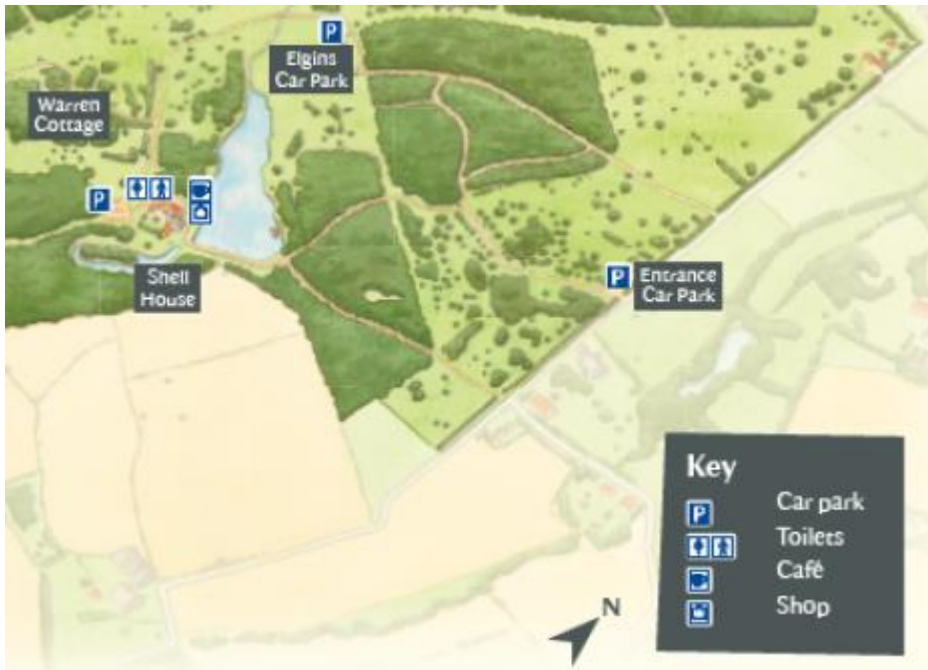 P
Elgins
Car Park
Warren
Cottage
P
Shell
House
P
Entrance
Car Park
Key
P
Car park
Toilets
Café
Shop
N